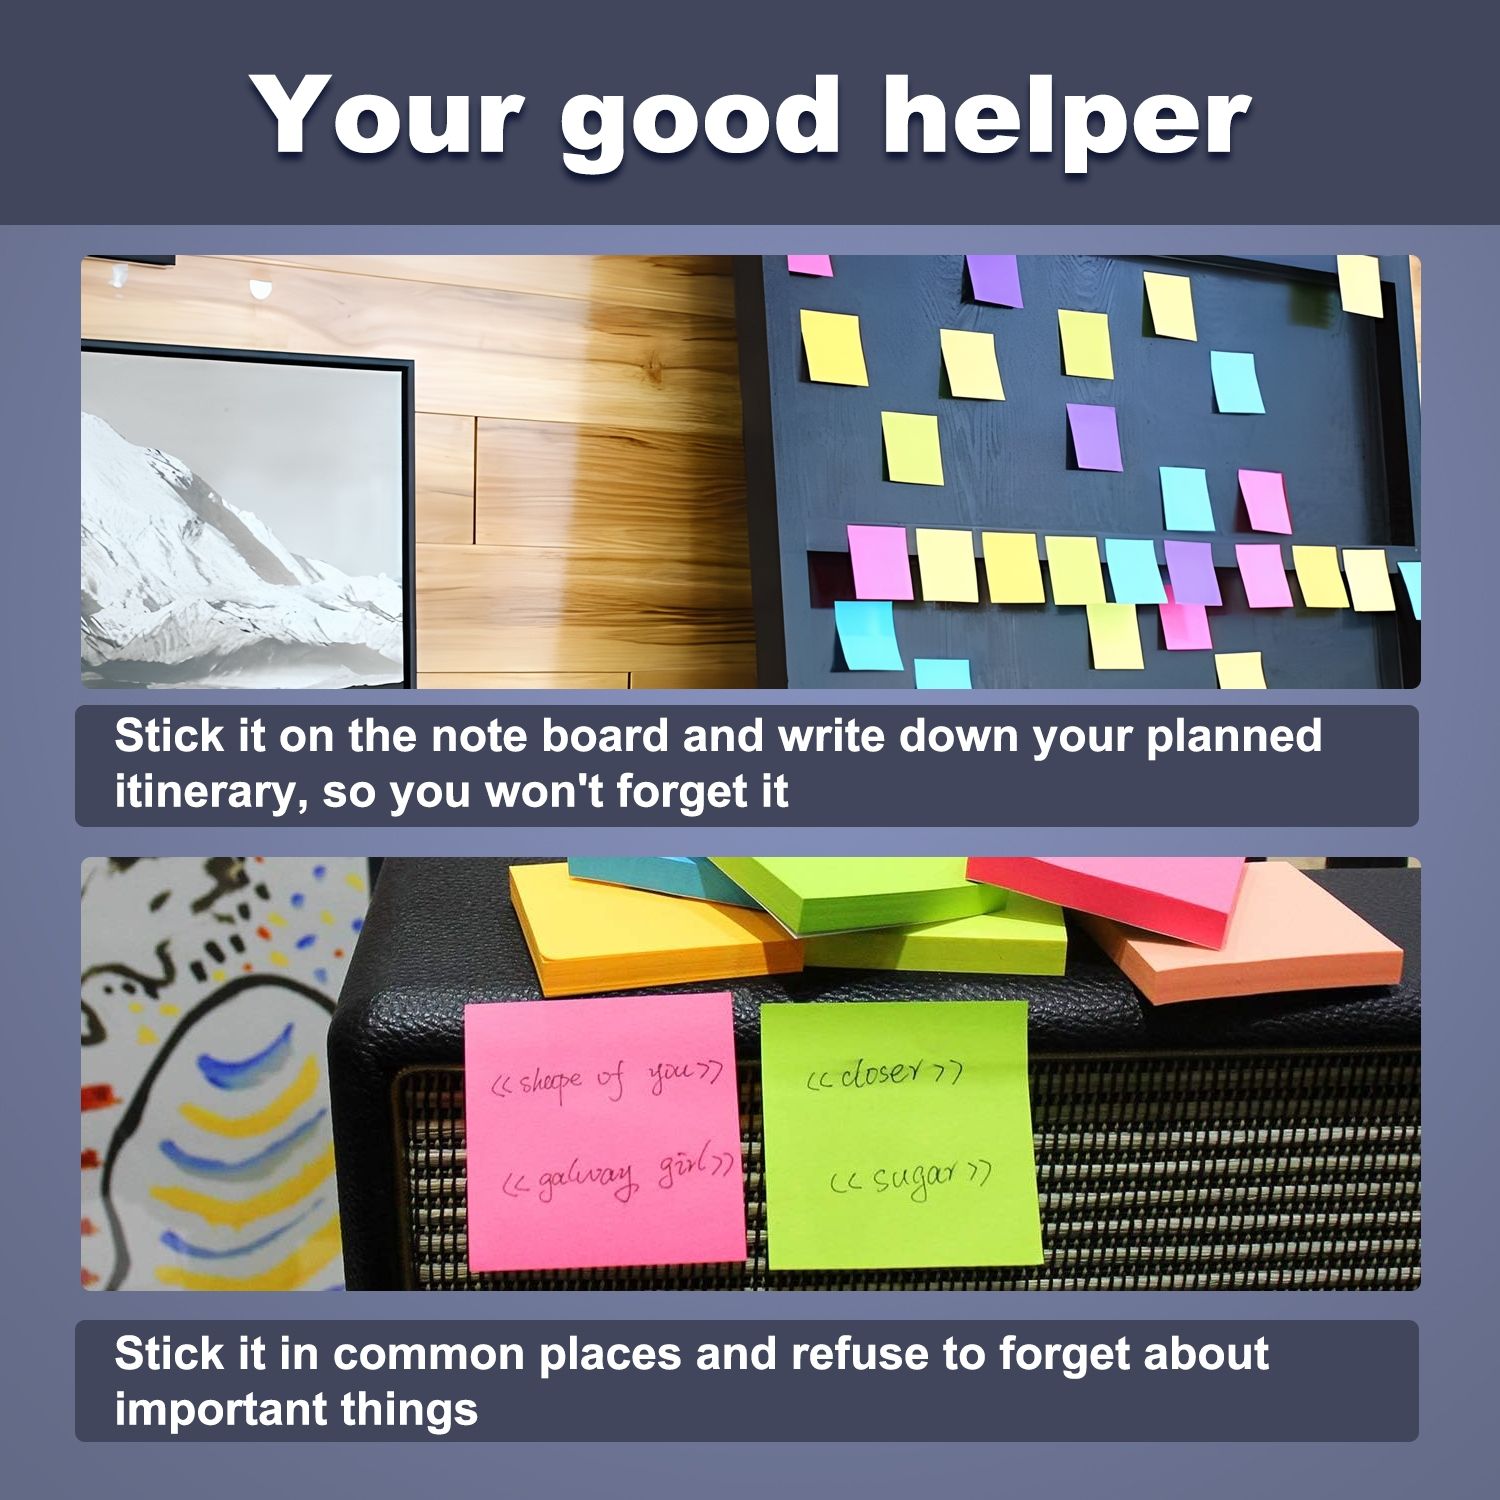 Your good helper
Stick it on the note board and write down your planned
itinerary, so you won't forget it
<<shape of you>>
<<galway girl>>
<<closer>>
<<sugar>>
Stick it in common places and refuse to forget about
important things